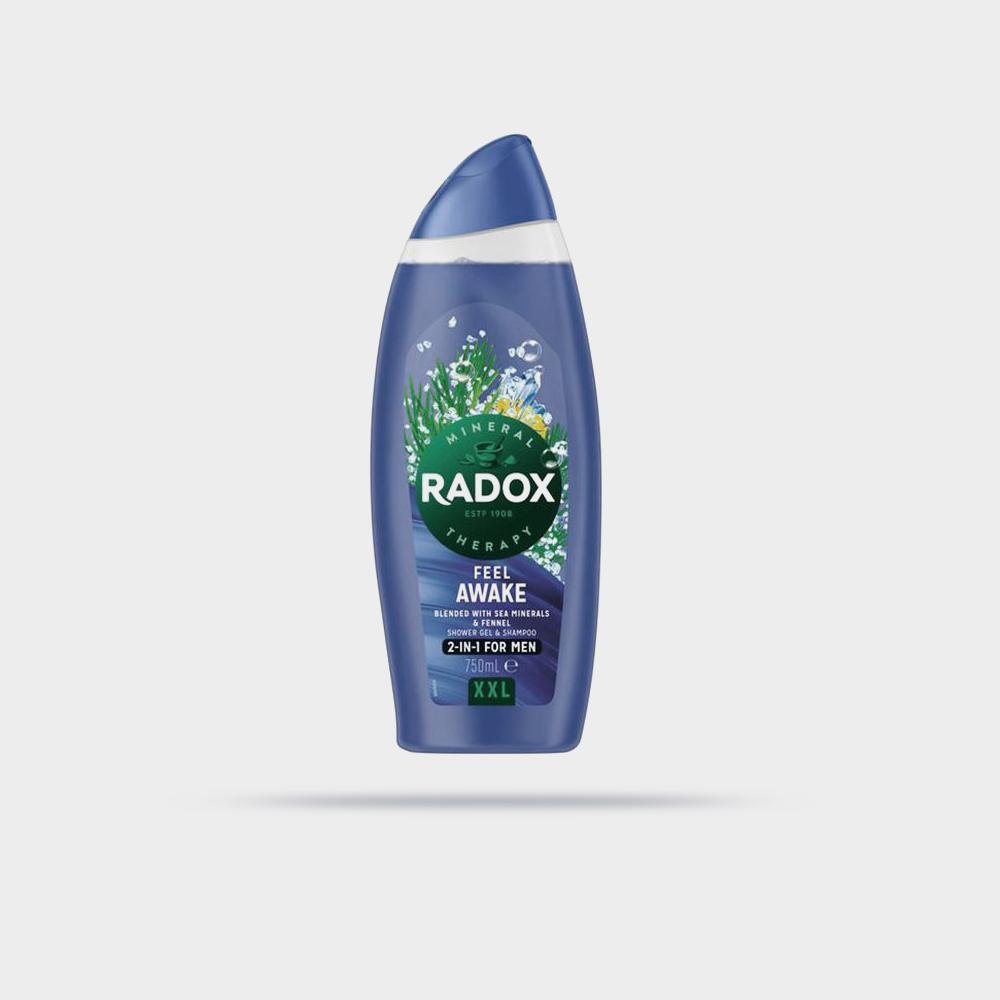 MINERAL
RADOX
ESTD 1908
THERAPY
FEEL
AWAKE
BLENDED WITH SEA MINERALS
& FENNEL
SHOWER GEL & SHAMPOO
2-IN-1 FOR MEN
750mL ℮
XXL